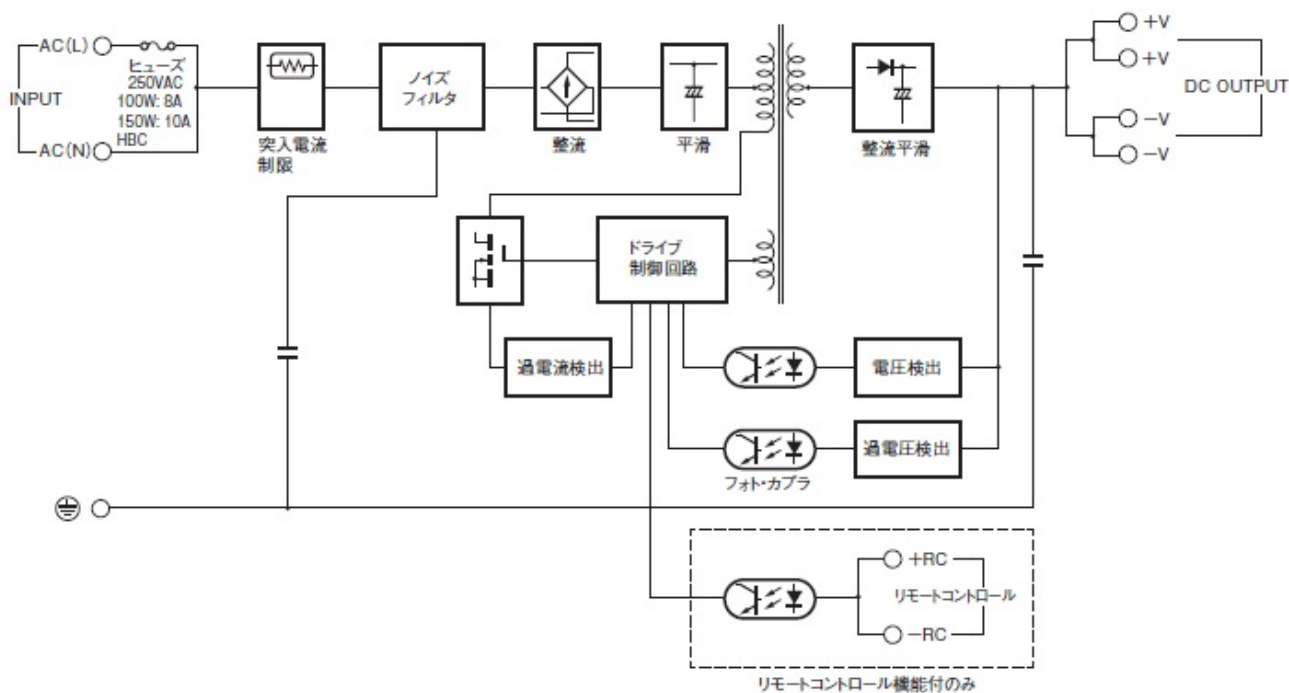 AC(L)
ヒューズ
250VAC
100W: 8A
150W: 10A
HBC
INPUT
AC(N)
突入電流
制限
ノイズ
フィルタ
整流
平滑
整流平滑
+V
+V
DC OUTPUT
−V
−V
ドライブ
制御回路
過電流検出
電圧検出
過電圧検出
フォト・カプラ
+RC
リモートコントロール
−RC
リモートコントロール機能付のみ